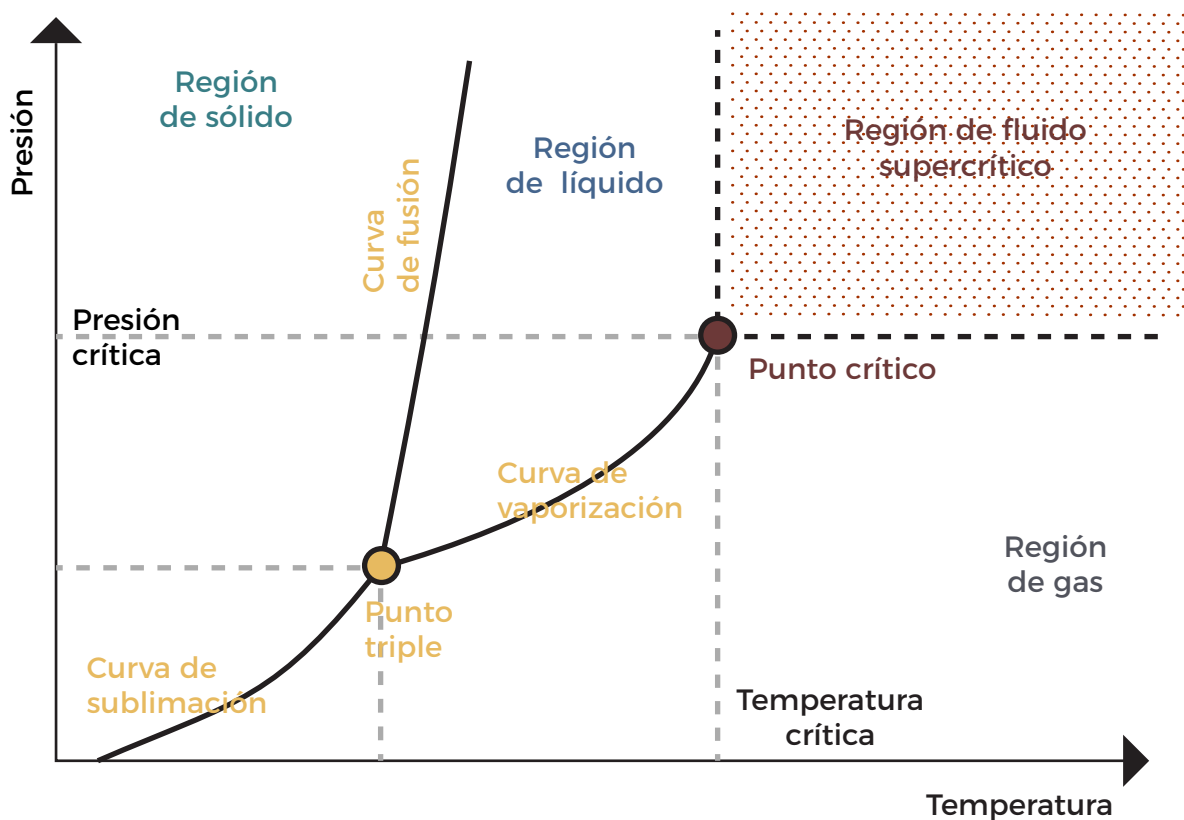 Presión
Región
de sólido
Curva
de fusión
Región
de líquido
Región de fluido
supercrítico
Presión
crítica
Punto crítico
Curva de
vaporización
Región
de gas
Punto
triple
Curva de
sublimación
Temperatura
crítica
Temperatura